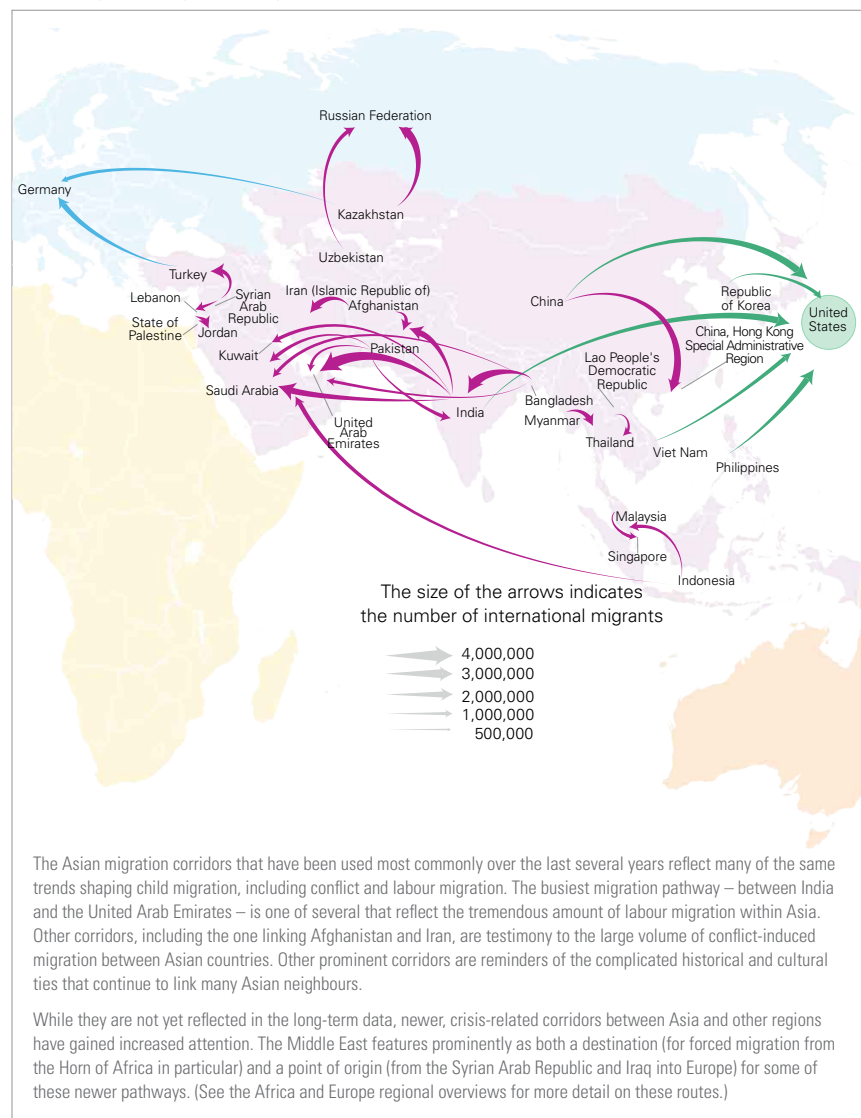 Russian Federation
Germany
Kazakhstan
Uzbekistan
Turkey
Lebanon
Syrian
Arab
Republic
State of
Palestine
Jordan
Iran (Islamic Republic of)
Afghanistan
Kuwait
Pakistan
Saudi Arabia
United
Arab
Emirates
India
China
Republic
of Korea
United
States
China, Hong Kong
Special Administrative
Region
Lao People's
Democratic
Republic
Bangladesh
Myanmar
Thailand
Viet Nam
Philippines
Malaysia
Singapore
Indonesia
The size of the arrows indicates
the number of international migrants
4,000,000
3,000,000
2,000,000
1,000,000
500,000
The Asian migration corridors that have been used most commonly over the last several years reflect many of the same
trends shaping child migration, including conflict and labour migration. The busiest migration pathway – between India
and the United Arab Emirates – is one of several that reflect the tremendous amount of labour migration within Asia.
Other corridors, including the one linking Afghanistan and Iran, are testimony to the large volume of conflict-induced
migration between Asian countries. Other prominent corridors are reminders of the complicated historical and cultural
ties that continue to link many Asian neighbours.
While they are not yet reflected in the long-term data, newer, crisis-related corridors between Asia and other regions
have gained increased attention. The Middle East features prominently as both a destination (for forced migration from
the Horn of Africa in particular) and a point of origin (from the Syrian Arab Republic and Iraq into Europe) for some of
these newer pathways. (See the Africa and Europe regional overviews for more detail on these routes.)